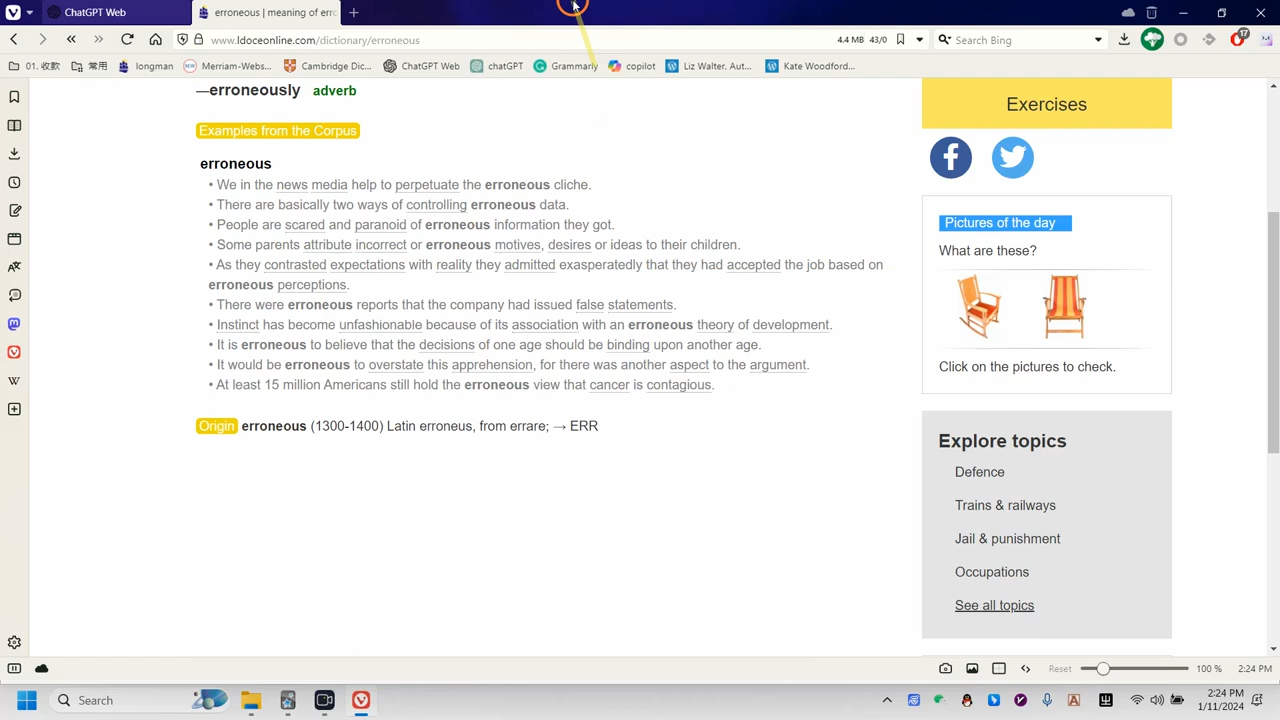 ChatGPT Web
erroneous | meaning of err
www.ldoceonline.com/dictionary/erroneous
4.4 MB 43/0
Search Bing
17
01. 收歛
常用
longman
Merriam-Webs...
Cambridge Dic...
ChatGPT Web
chatGPT
Grammarly
copilot
Liz Walter, Aut...
Kate Woodford...
—erroneously adverb
Examples from the Corpus
erroneous
• We in the news media help to perpetuate the erroneous cliche.
• There are basically two ways of controlling erroneous data.
• People are scared and paranoid of erroneous information they got.
• Some parents attribute incorrect or erroneous motives, desires or ideas to their children.
• As they contrasted expectations with reality they admitted exasperatedly that they had accepted the job based on
erroneous perceptions.
• There were erroneous reports that the company had issued false statements.
• Instinct has become unfashionable because of its association with an erroneous theory of development.
• It is erroneous to believe that the decisions of one age should be binding upon another age.
• It would be erroneous to overstate this apprehension, for there was another aspect to the argument.
• At least 15 million Americans still hold the erroneous view that cancer is contagious.
Origin erroneous (1300-1400) Latin erroneus, from errare; → ERR
Exercises
Pictures of the day
What are these?
Click on the pictures to check.
Explore topics
Defence
Trains & railways
Jail & punishment
Occupations
See all topics
Reset
100 %
2:24 PM
Search
2:24 PM
1/11/2024